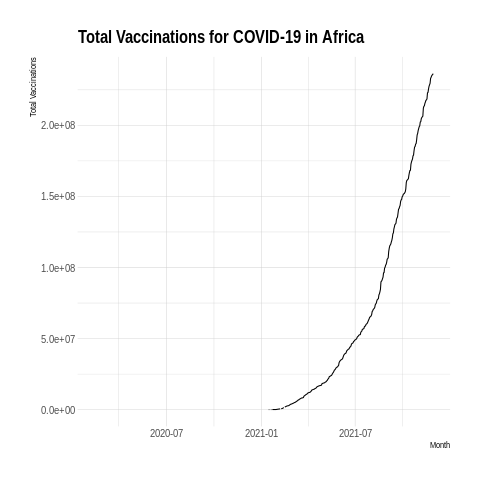 Total Vaccinations for COVID-19 in Africa
Total Vaccinations
2.0e+08
1.5e+08
1.0e+08
5.0e+07
0.0e+00
2020-07 2021-01 2021-07
Month